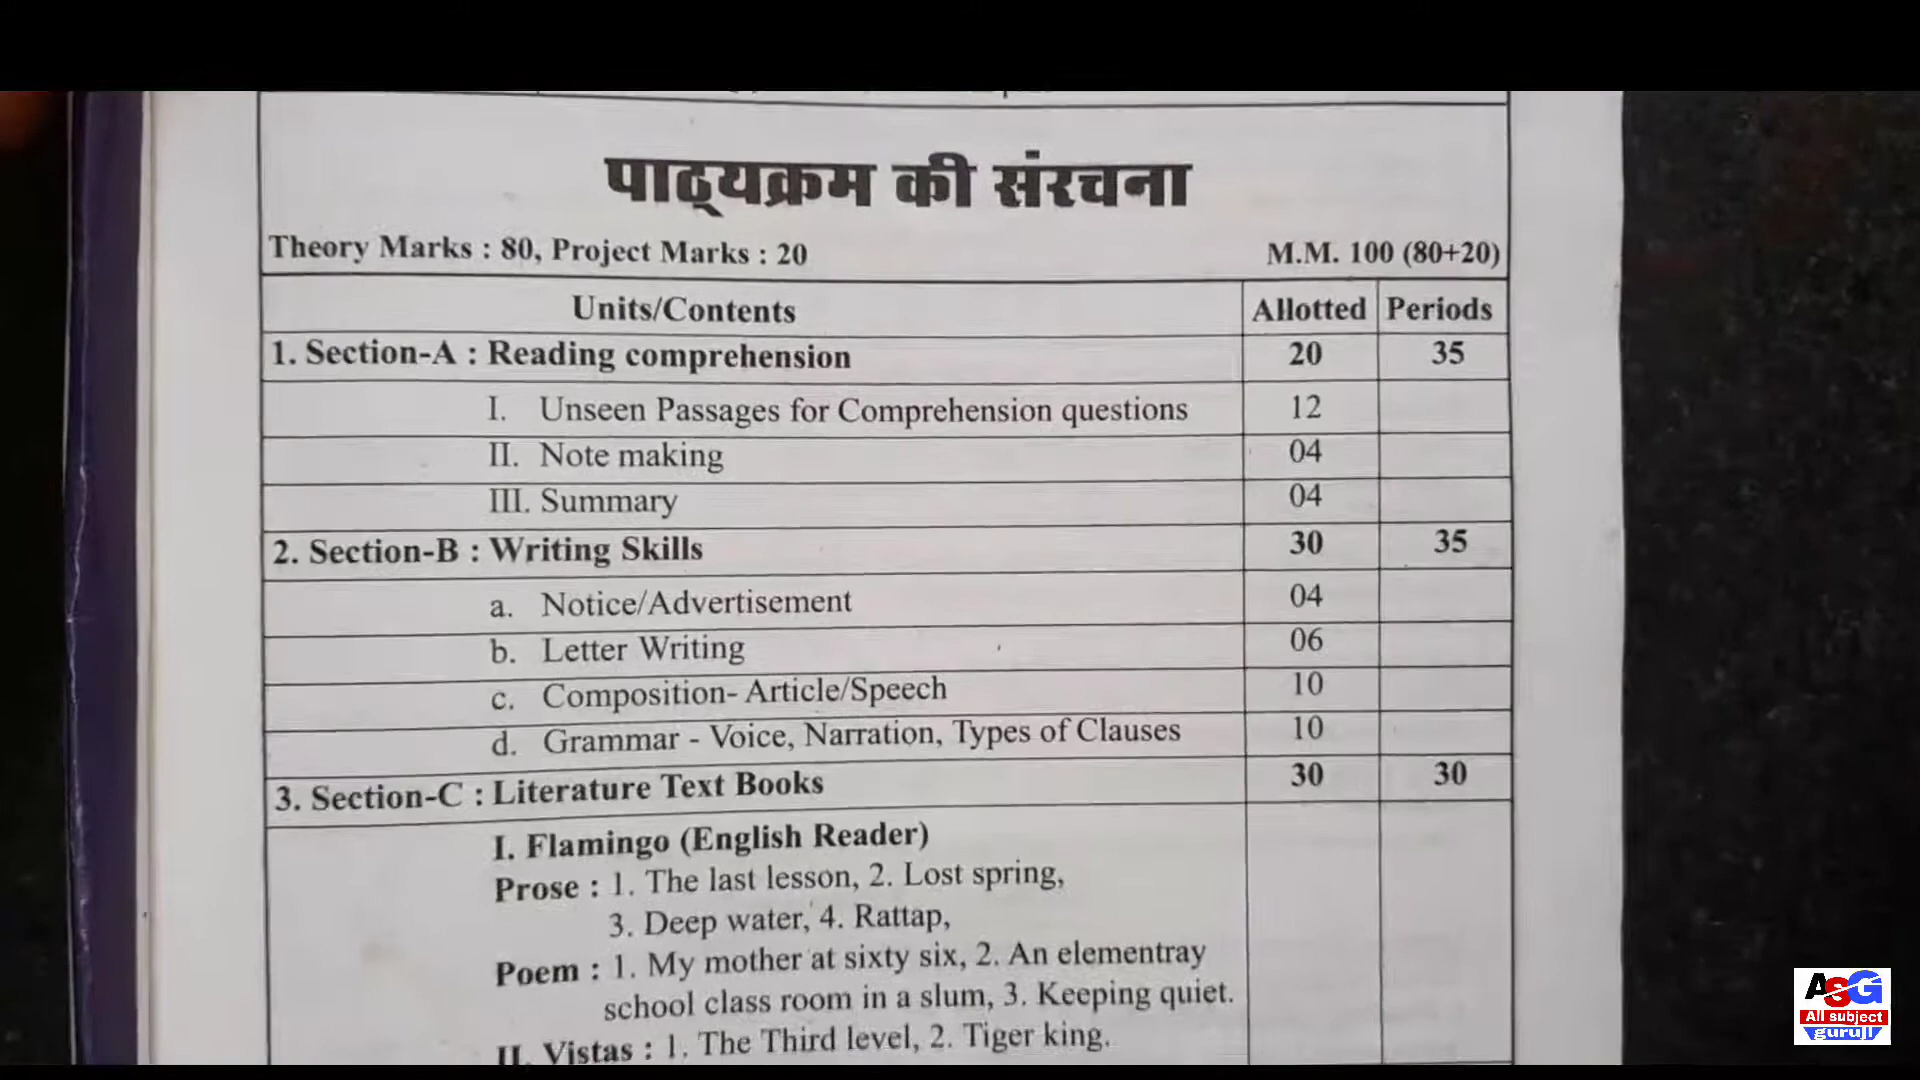 पाठ्यक्रम की संरचना
Theory Marks : 80, Project Marks : 20 M.M. 100 (80+20)
Units/Contents Allotted Periods
1. Section-A : Reading comprehension 20 35
I. Unseen Passages for Comprehension questions 12
II. Note making 04
III. Summary 04
2. Section-B : Writing Skills 30 35
a. Notice/Advertisement 04
b. Letter Writing 06
c. Composition- Article/Speech 10
d. Grammar - Voice, Narration, Types of Clauses 10
3. Section-C : Literature Text Books 30 30
I. Flamingo (English Reader)
Prose : 1. The last lesson, 2. Lost spring,
3. Deep water, 4. Rattap,
Poem : 1. My mother at sixty six, 2. An elementray
school class room in a slum, 3. Keeping quiet.
II. Vistas : 1. The Third level, 2. Tiger king.
ASG
All subject
guruji